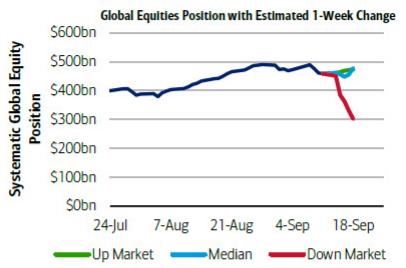 Global Equities Position with Estimated 1-Week Change
Systematic Global Equity
Position
$600bn
$500bn
$400bn
$300bn
$200bn
$100bn
$0bn
24-Jul 7-Aug 21-Aug 4-Sep 18-Sep
Up Market Median Down Market